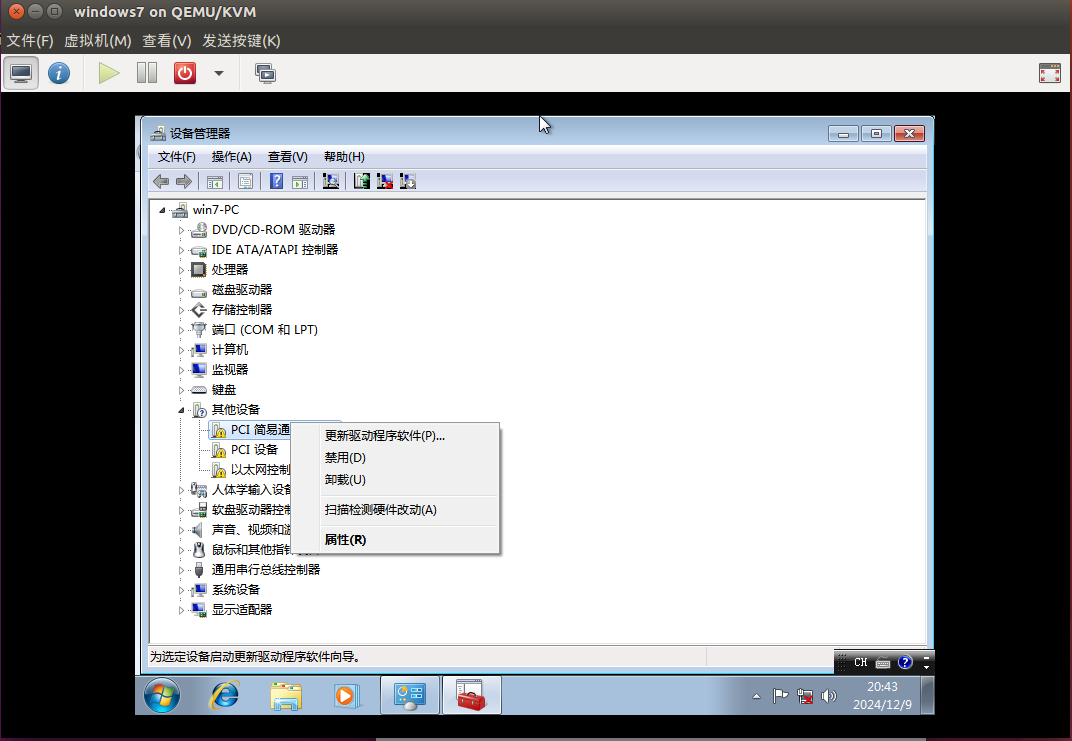 windows7 on QEMU/KVM
文件(F) 虚拟机(M) 查看(V) 发送按键(K)
设备管理器
文件(F) 操作(A) 查看(V) 帮助(H)
win7-PC
DVD/CD-ROM 驱动器
IDE ATA/ATAPI 控制器
处理器
磁盘驱动器
存储控制器
端口 (COM 和 LPT)
计算机
监视器
键盘
其他设备
PCI 简易通
PCI 设备
以太网控制
人体学输入设备
软盘驱动器控制
声音、视频和游
鼠标和其他指针
通用串行总线控制器
系统设备
显示适配器
更新驱动程序软件(P)...
禁用(D)
卸载(U)
扫描检测硬件改动(A)
属性(R)
为选定设备启动更新驱动程序软件向导。
CH
20:43
2024/12/9